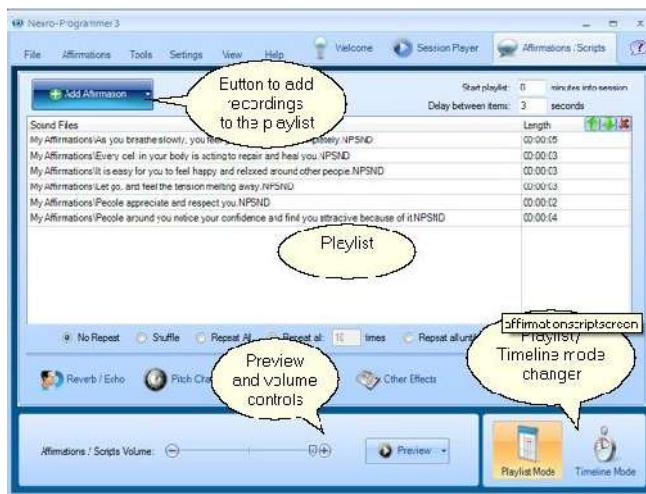 Neuro-Programmer 3
File Affirmations Tools Settings View Help Welcome Session Player Affirmations / Scripts
Add Affirmation
Button to add
recordings
to the playlist
Start playlist: 0 minutes into session
Delay between items: 3 seconds
Sound Files Length
My Affirmations\As you breathe slowly, you .NPSND 00:00:05
My Affirmations\Every cell in your body is acting to repair and heal you.NPSND 00:00:03
My Affirmations\It is easy for you to feel happy and relaxed around other people.NPSND 00:00:03
My Affirmations\Let go, and feel the tension melting away.NPSND 00:00:03
My Affirmations\People appreciate and respect you.NPSND 00:00:02
My Affirmations\People around you notice your confidence and find you attractive because of it.NPSND 00:00:04
Playlist
affirmationscriptscreen
No Repeat Shuffle Repeat All Repeat all: 10 times Repeat all until
Playlist/
Timeline mode
changer
Preview
and volume
controls
Reverb / Echo Pitch Other Effects
Affirmations / Scripts Volume: Preview
Playlist Mode Timeline Mode